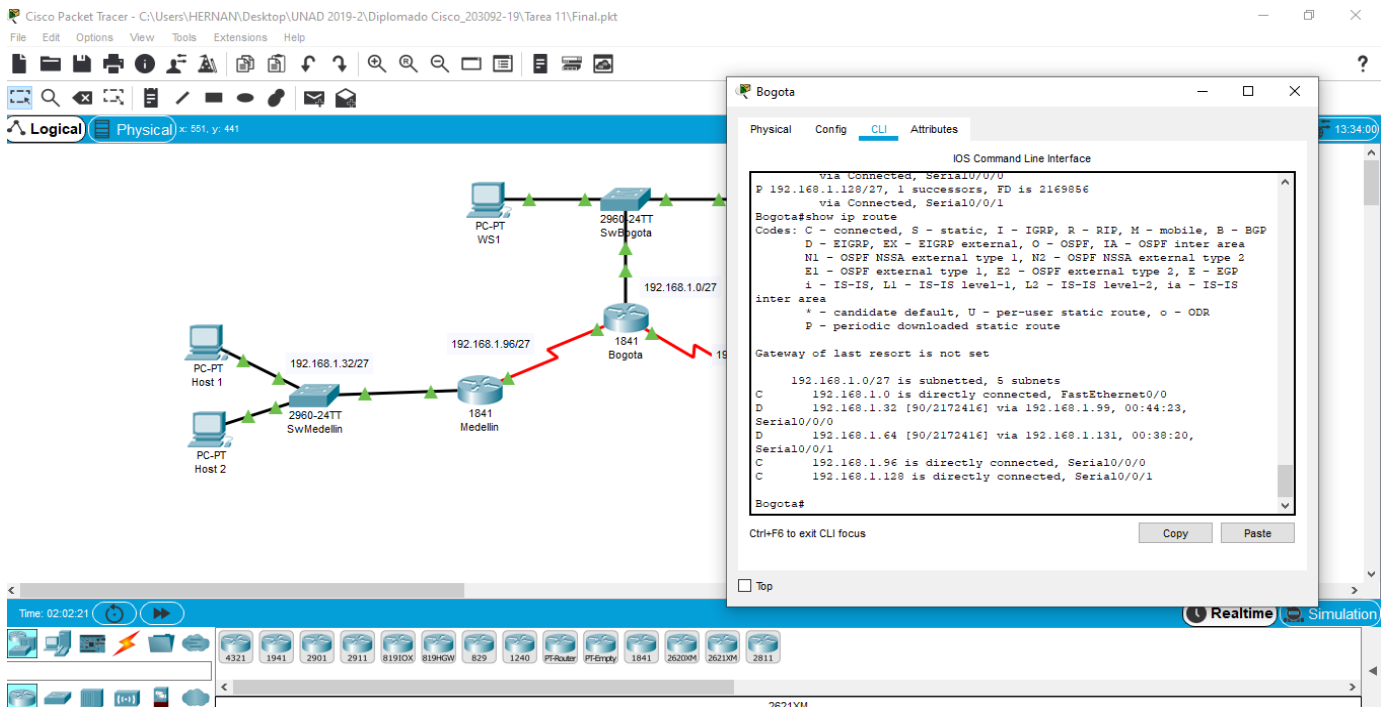 Cisco Packet Tracer - C:\Users\HERNAN\Desktop\UNAD 2019-2\Diplomado Cisco_203092-19\Tarea 11\Final.pkt
File Edit Options View Tools Extensions Help
?
Logical Physical x: 551, y: 441
13:34:00
PC-PT
WS1
2960-24TT
SwBogota
192.168.1.0/27
1841
Bogota
192.168.1.96/27
19
PC-PT
Host 1
192.168.1.32/27
2960-24TT
SwMedellin
1841
Medellin
PC-PT
Host 2
Bogota
Physical Config CLI Attributes
IOS Command Line Interface
via Connected, Serial0/0/0
P 192.168.1.128/27, 1 successors, FD is 2169856
via Connected, Serial0/0/1
Bogota#show ip route
Codes: C - connected, S - static, I - IGRP, R - RIP, M - mobile, B - BGP
D - EIGRP, EX - EIGRP external, O - OSPF, IA - OSPF inter area
N1 - OSPF NSSA external type 1, N2 - OSPF NSSA external type 2
E1 - OSPF external type 1, E2 - OSPF external type 2, E - EGP
i - IS-IS, L1 - IS-IS level-1, L2 - IS-IS level-2, ia - IS-IS
inter area
* - candidate default, U - per-user static route, o - ODR
P - periodic downloaded static route
Gateway of last resort is not set
192.168.1.0/27 is subnetted, 5 subnets
C 192.168.1.0 is directly connected, FastEthernet0/0
D 192.168.1.32 [90/2172416] via 192.168.1.99, 00:44:23,
Serial0/0/0
D 192.168.1.64 [90/2172416] via 192.168.1.131, 00:38:20,
Serial0/0/1
C 192.168.1.96 is directly connected, Serial0/0/0
C 192.168.1.128 is directly connected, Serial0/0/1
Bogota#
Ctrl+F6 to exit CLI focus
Copy Paste
Top
Time: 02:02:21
Realtime Simulation
4321 1941 2901 2911 819IOX 819HGW 829 1240 PT-Router PT-Empty 1841 2620XM 2621XM 2811
2621XM